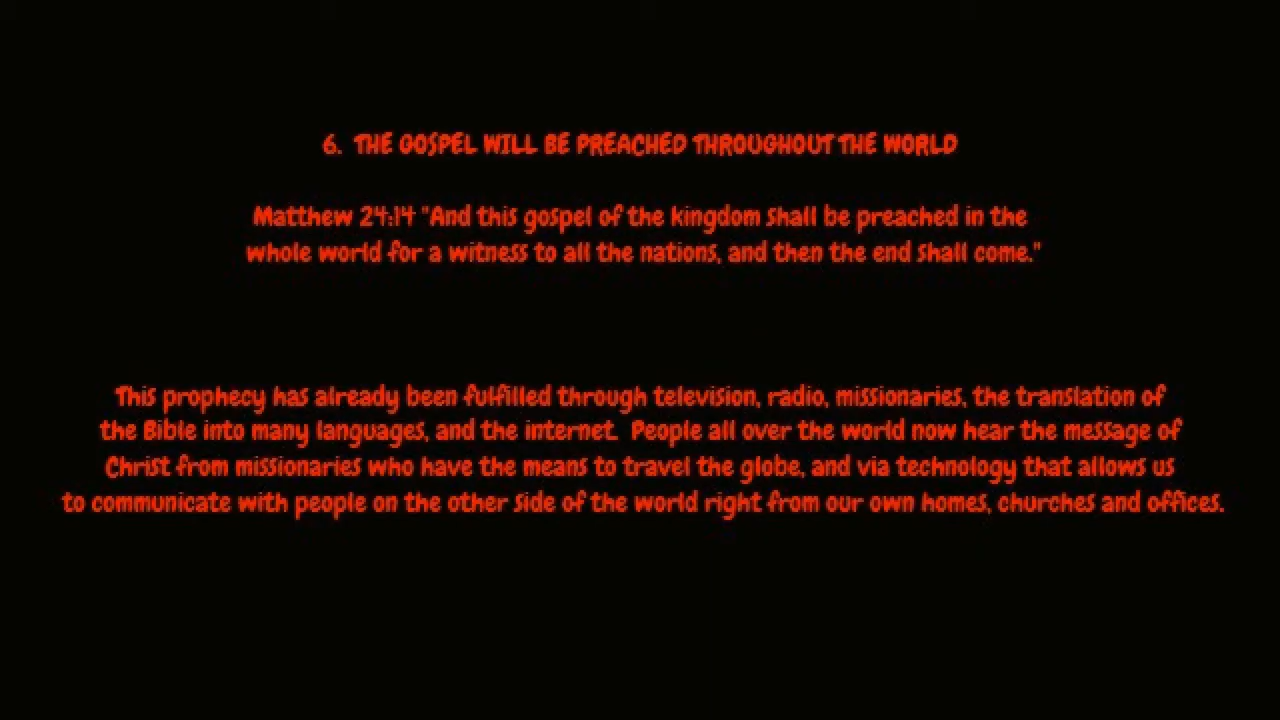 6. THE GOSPEL WILL BE PREACHED THROUGHOUT THE WORLD
Matthew 24:14 "And this gospel of the kingdom shall be preached in the
whole world for a witness to all the nations, and then the end shall come."
This prophecy has already been fulfilled through television, radio, missionaries, the translation of
the Bible into many languages, and the internet. People all over the world now hear the message of
Christ from missionaries who have the means to travel the globe, and via technology that allows us
to communicate with people on the other side of the world right from our own homes, churches and offices.